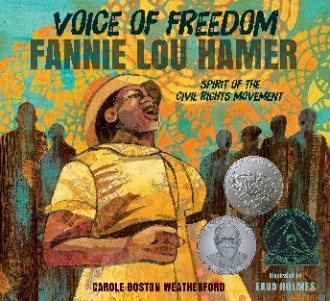 VOICE OF FREEDOM
FANNIE LOU HAMER
SPIRIT OF THE
CIVIL RIGHTS MOVEMENT
Illustrated by
EKUA HOLMES
CAROLE BOSTON WEATHERFORD